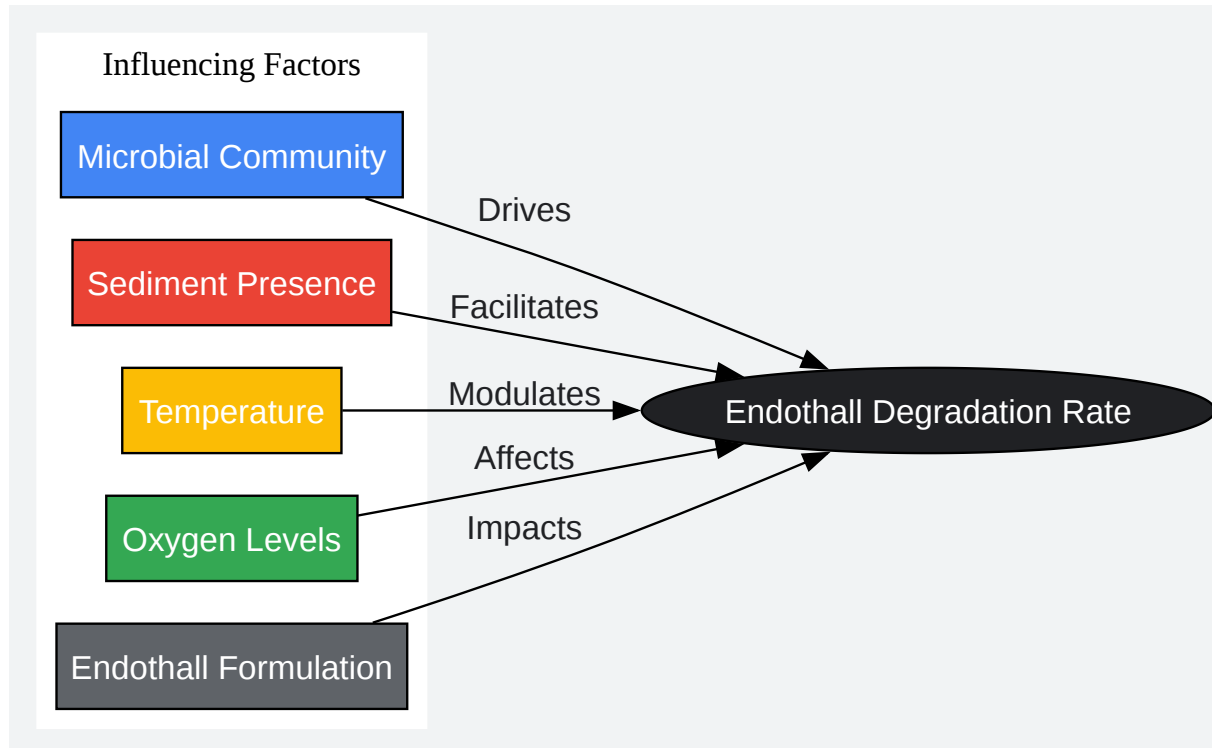 Influencing Factors
Microbial Community
Drives
Sediment Presence
Facilitates
Temperature
Modulates
Endothall Degradation Rate
Affects
Oxygen Levels
Impacts
Endothall Formulation